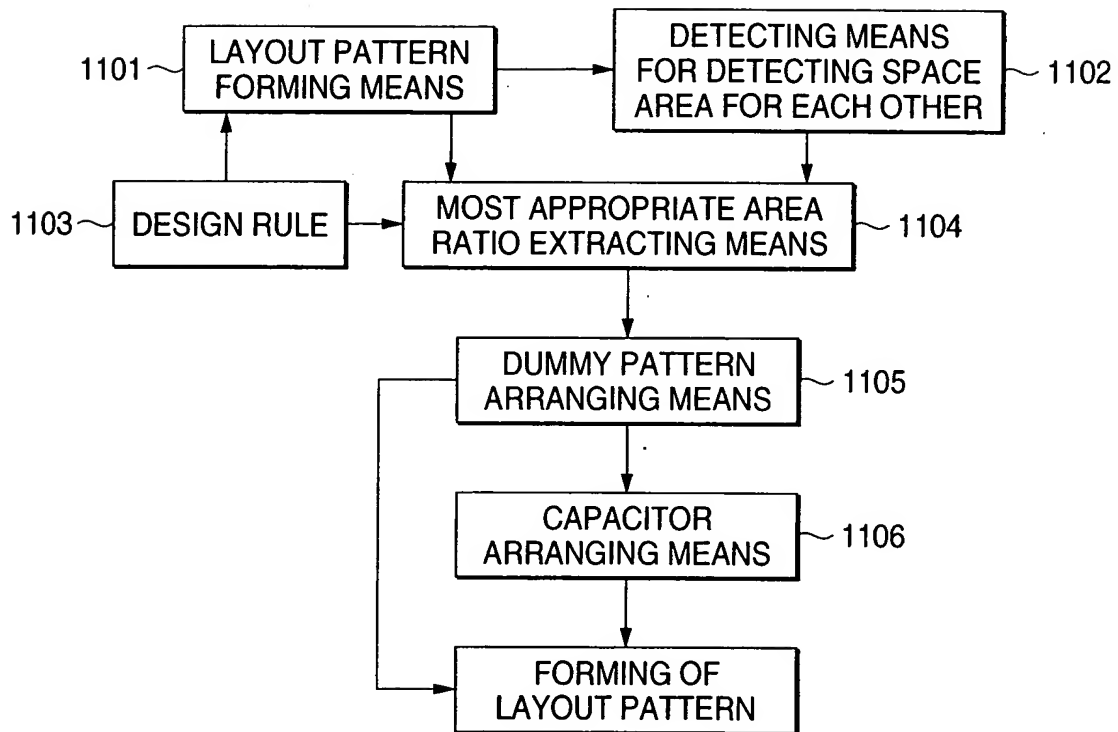 1101
LAYOUT PATTERN
FORMING MEANS
DETECTING MEANS
FOR DETECTING SPACE
AREA FOR EACH OTHER
1102
1103
DESIGN RULE
MOST APPROPRIATE AREA
RATIO EXTRACTING MEANS
1104
DUMMY PATTERN
ARRANGING MEANS
1105
CAPACITOR
ARRANGING MEANS
1106
FORMING OF
LAYOUT PATTERN